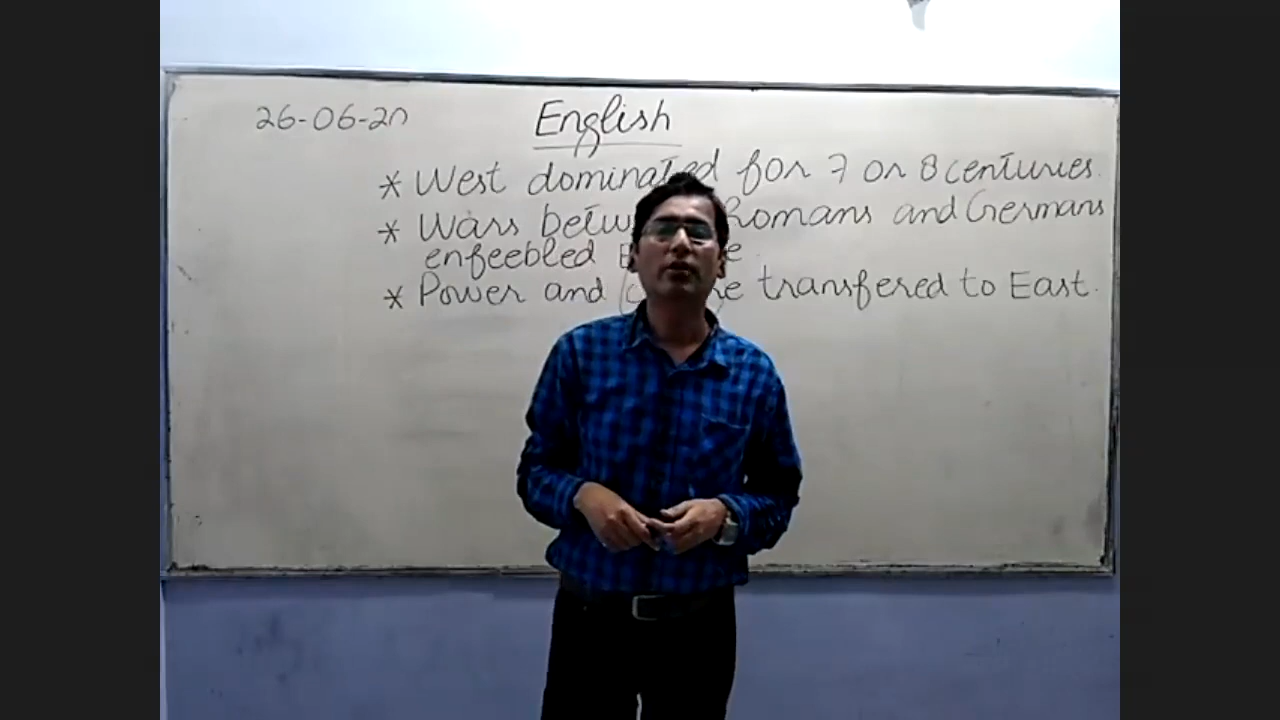 26-06-20
English
* West dominated for 7 or 8 centuries.
* Wars Romans and Germans
enfeebled
* Power and transfered to East.